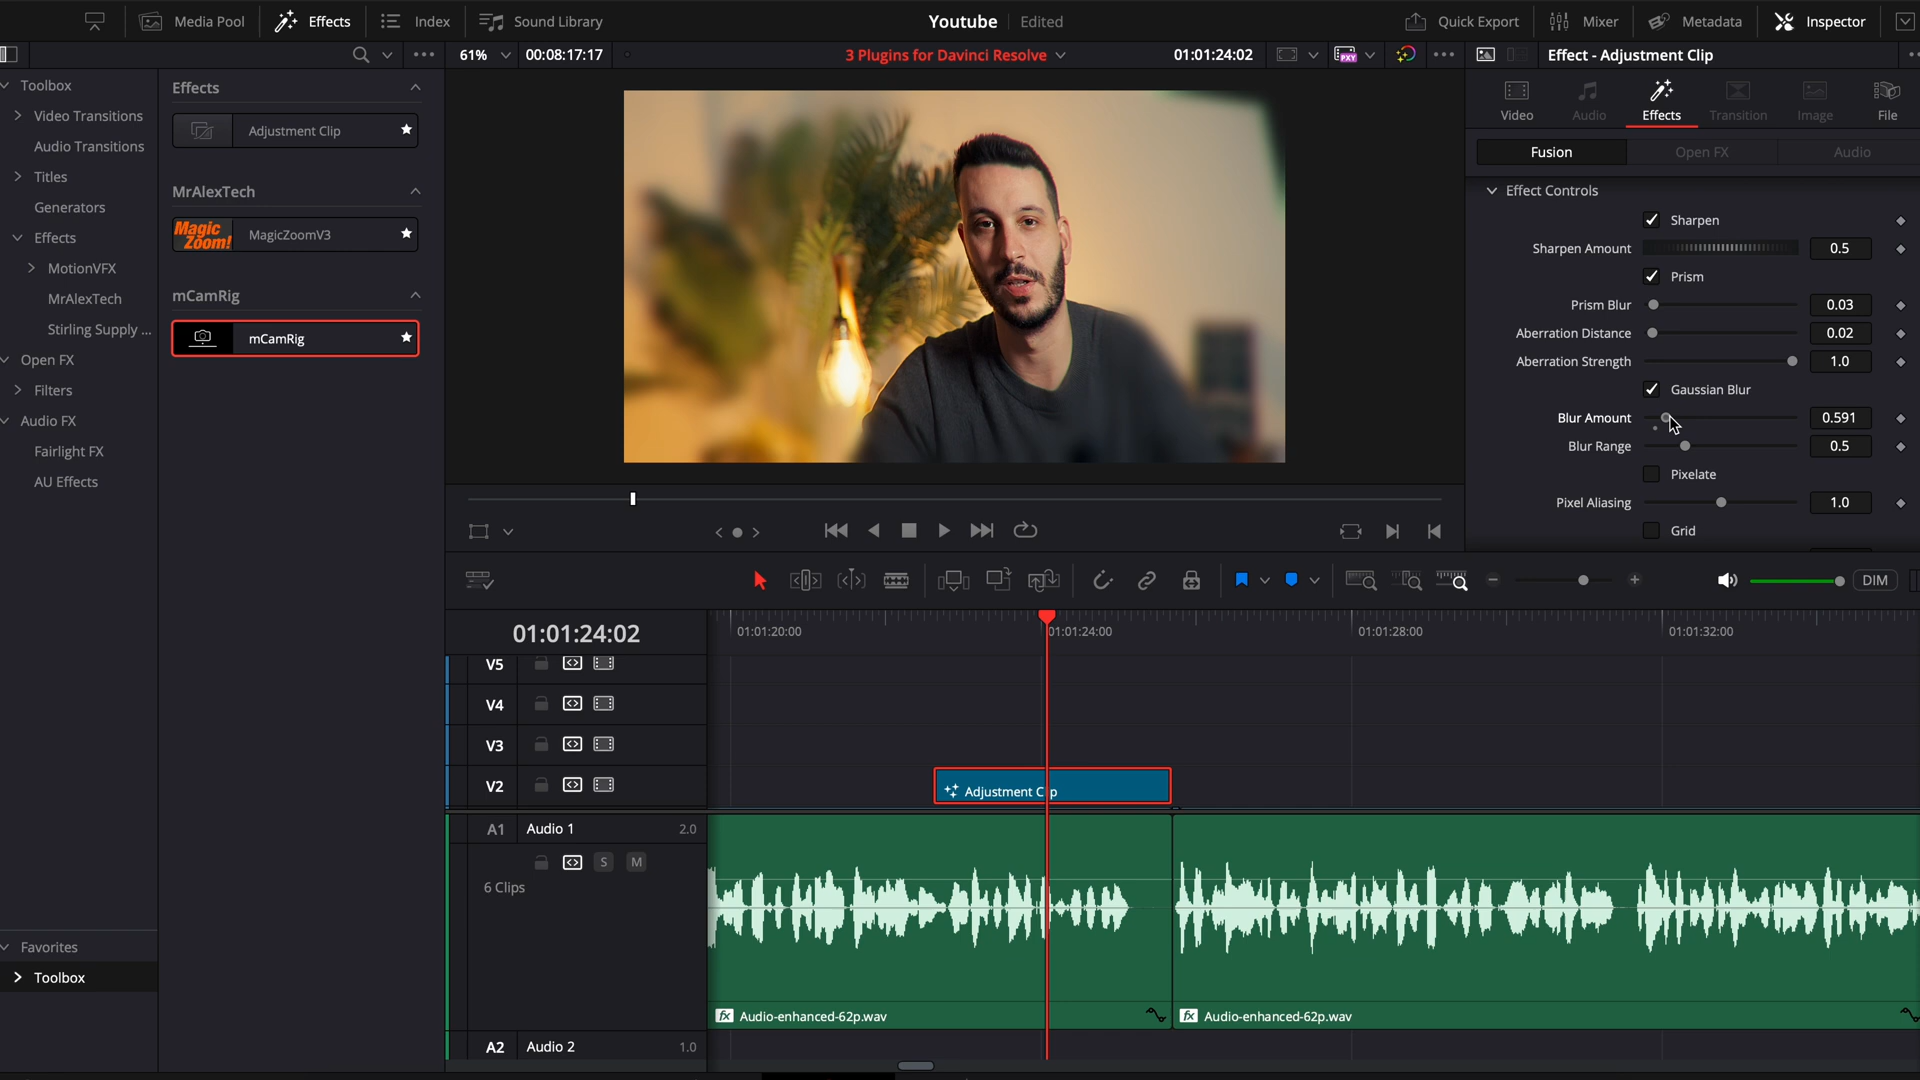 Media Pool
Effects
Index
Sound Library
Youtube
Edited
Quick Export
Mixer
Metadata
Inspector
61%
00:08:17:17
3 Plugins for Davinci Resolve
01:01:24:02
PXY
Effect - Adjustment Clip
Toolbox
Video Transitions
Audio Transitions
Titles
Generators
Effects
MotionVFX
MrAlexTech
Stirling Supply ...
Open FX
Filters
Audio FX
Fairlight FX
AU Effects
Favorites
Toolbox
Effects
Adjustment Clip
MrAlexTech
Magic Zoom!
MagicZoomV3
mCamRig
mCamRig
Video
Audio
Effects
Transition
Image
File
Fusion
Open FX
Audio
Effect Controls
Sharpen
Sharpen Amount 0.5
Prism
Prism Blur 0.03
Aberration Distance 0.02
Aberration Strength 1.0
Gaussian Blur
Blur Amount 0.591
Blur Range 0.5
Pixelate
Pixel Aliasing 1.0
Grid
DIM
01:01:24:02
01:01:20:00
01:01:24:00
01:01:28:00
01:01:32:00
V5
V4
V3
V2
Adjustment Clip
A1 Audio 1 2.0
S M
6 Clips
fx Audio-enhanced-62p.wav
fx Audio-enhanced-62p.wav
A2 Audio 2 1.0